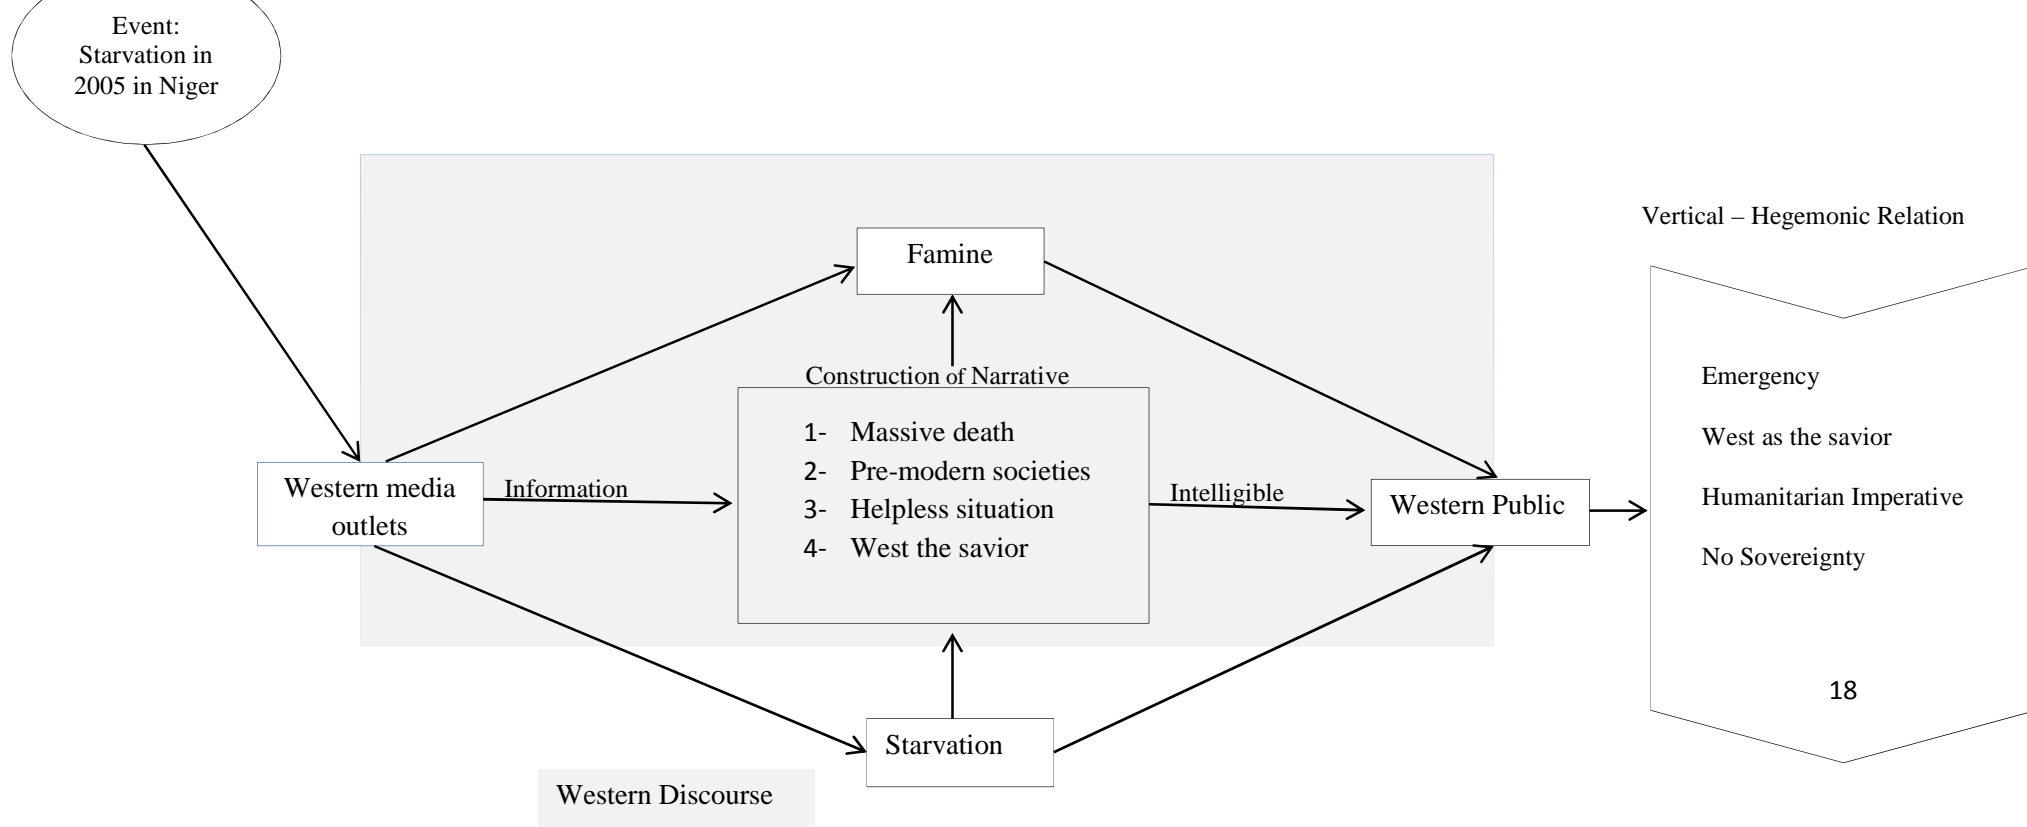 Event:
Starvation in
2005 in Niger
Vertical – Hegemonic Relation
Famine
Construction of Narrative
1- Massive death
2- Pre-modern societies
3- Helpless situation
4- West the savior
Western media
outlets
Information
Intelligible
Western Public
Emergency
West as the savior
Humanitarian Imperative
No Sovereignty
18
Starvation
Western Discourse